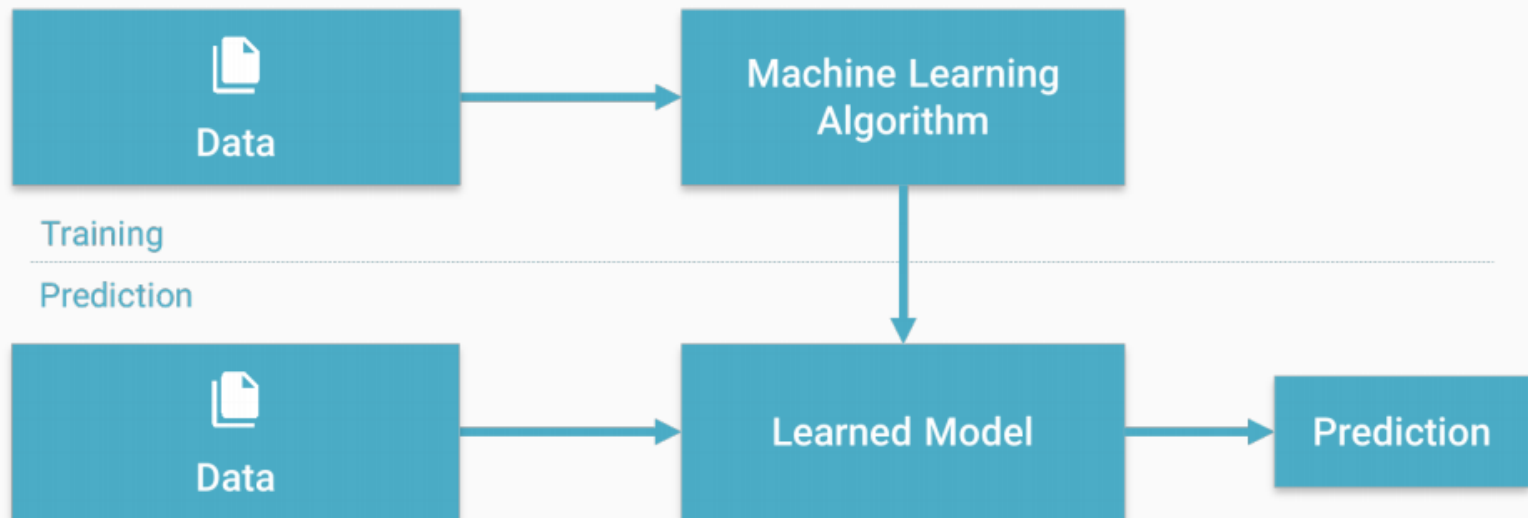 Data
Machine Learning
Algorithm
Training
Prediction
Data
Learned Model
Prediction